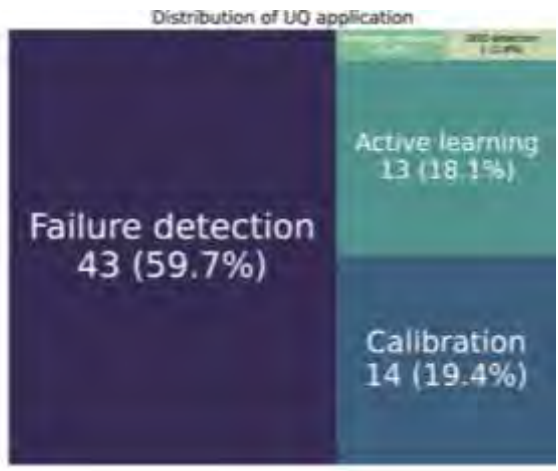 Distribution of UQ application
Failure detection
43 (59.7%)
Active learning
13 (18.1%)
Calibration
14 (19.4%)